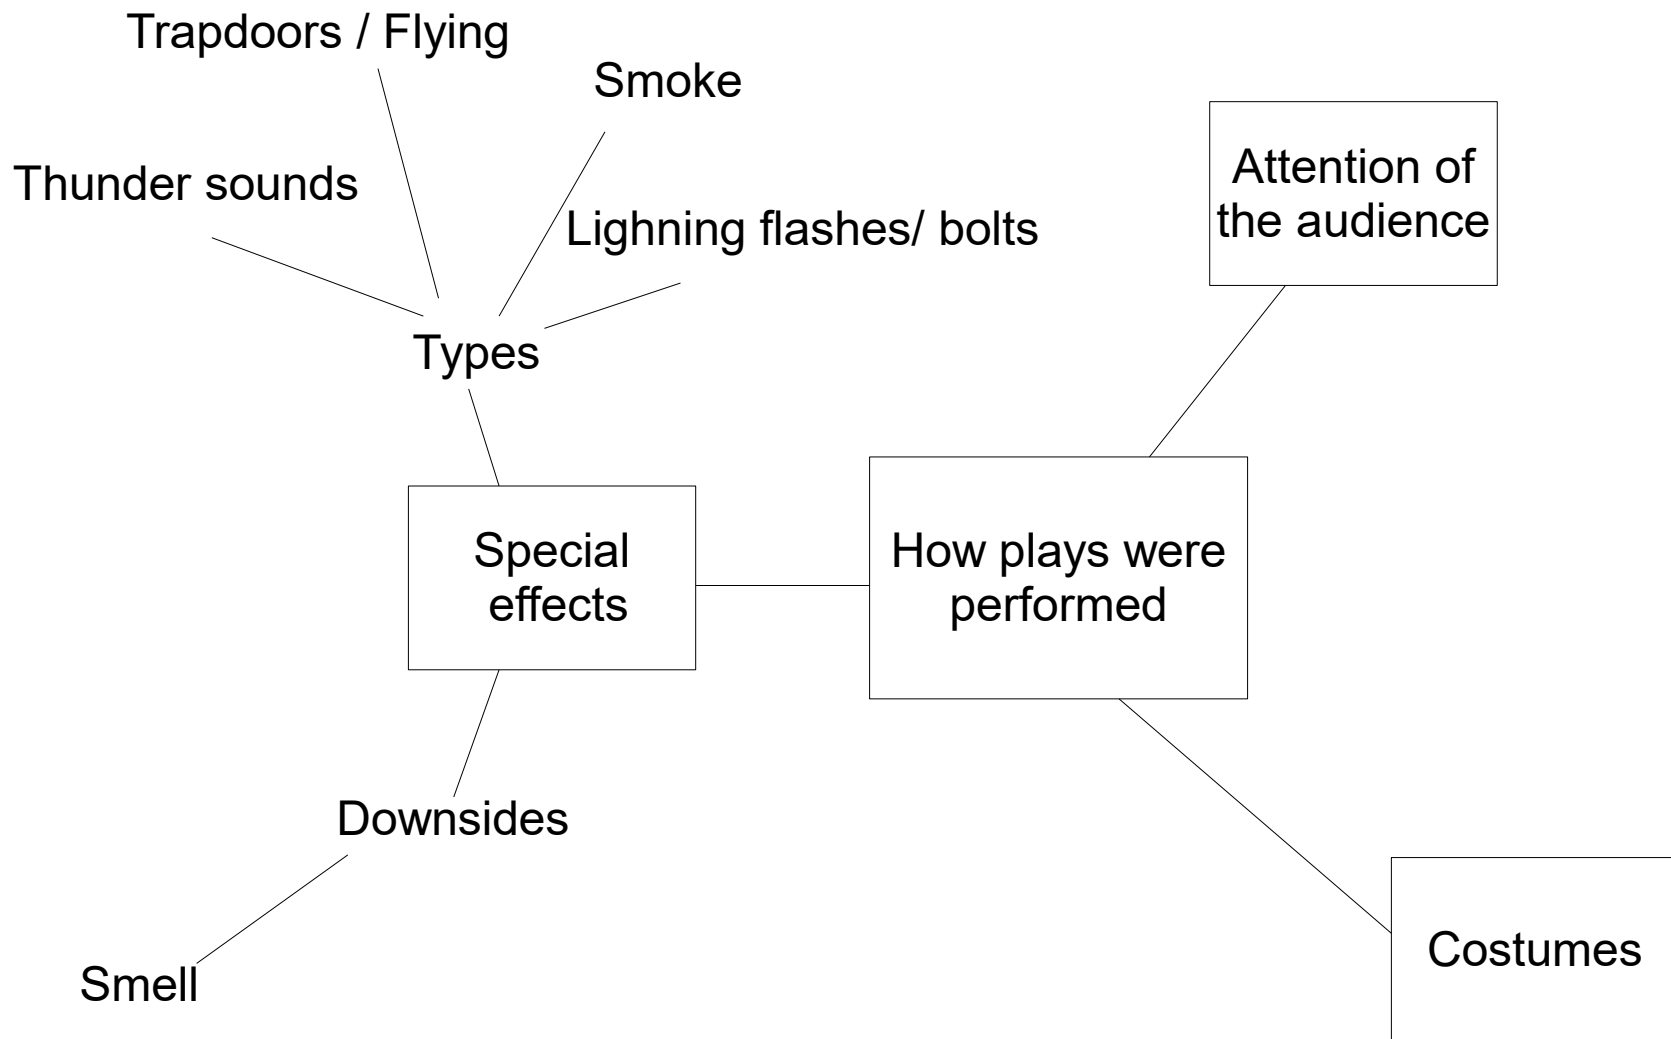 Trapdoors / Flying
Smoke
Thunder sounds
Lighning flashes/ bolts
Types
Attention of
the audience
Special
effects
How plays were
performed
Downsides
Smell
Costumes